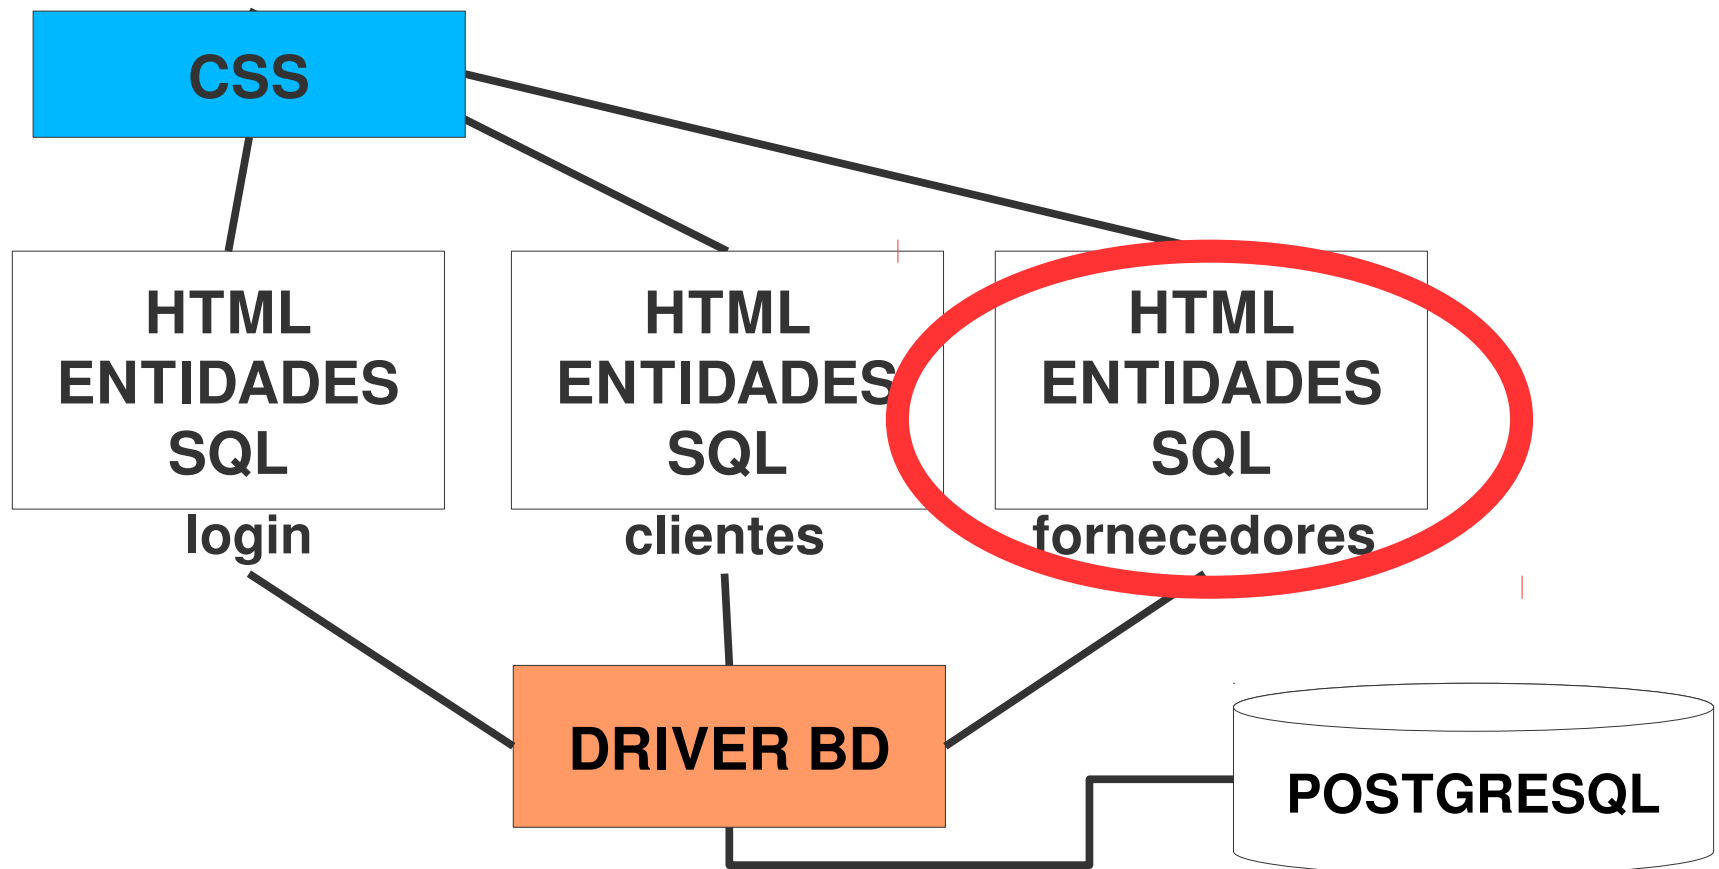 CSS
HTML
ENTIDADES
SQL
login
HTML
ENTIDADES
SQL
clientes
HTML
ENTIDADES
SQL
fornecedores
DRIVER BD
POSTGRESQL